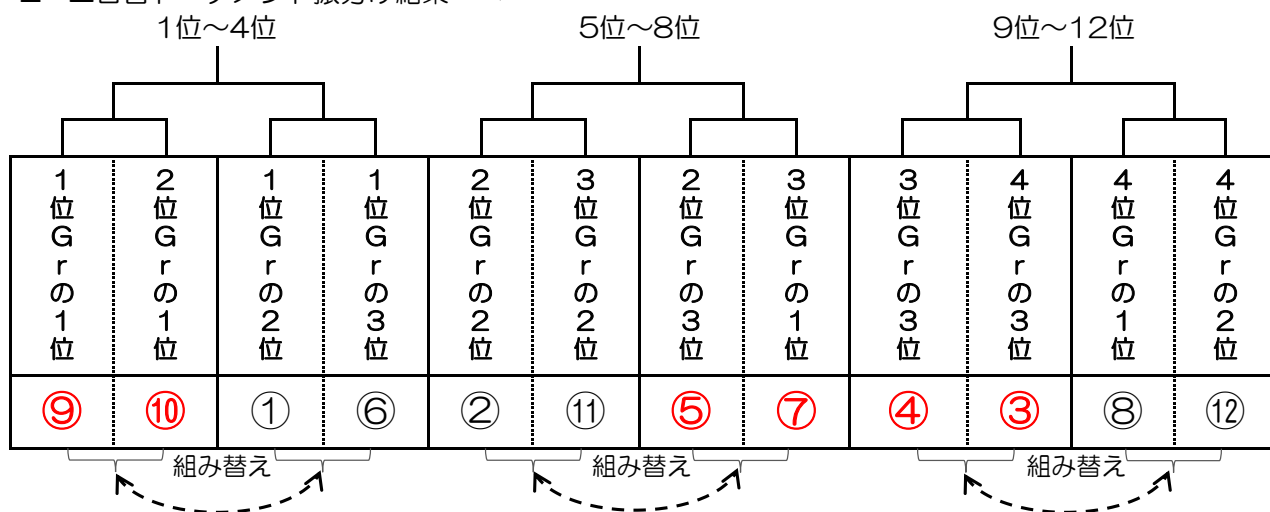 1位～4位
5位～8位
9位～12位
1位Grの1位
2位Grの1位
1位Grの2位
1位Grの3位
2位Grの2位
3位Grの2位
2位Grの3位
3位Grの1位
3位Grの3位
4位Grの3位
4位Grの1位
4位Grの2位
⑨ ⑩ ① ⑥ ② ⑪ ⑤ ⑦ ④ ③ ⑧ ⑫
組み替え
組み替え
組み替え